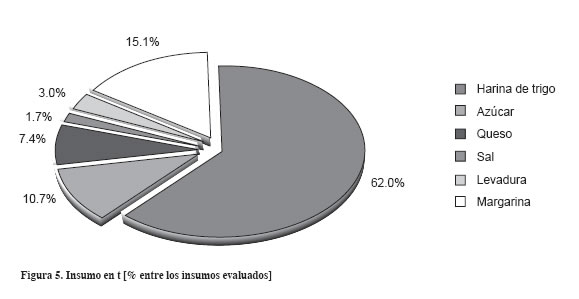 15.1%
3.0%
1.7%
7.4%
10.7%
62.0%
Harina de trigo
Azúcar
Queso
Sal
Levadura
Margarina
Figura 5. Insumo en t [% entre los insumos evaluados]